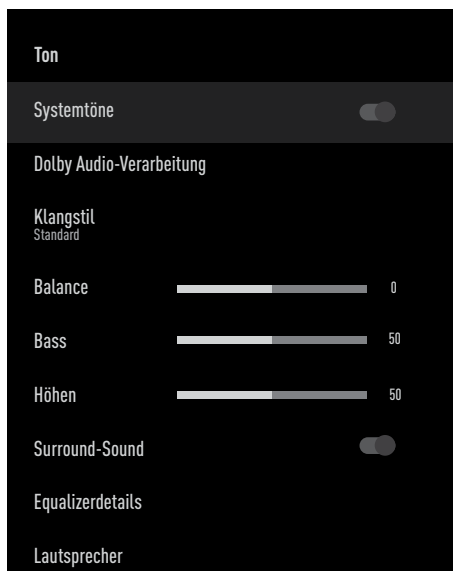 Ton
Systemtöne
Dolby Audio-Verarbeitung
Klangstil
Standard
Balance 0
Bass 50
Höhen 50
Surround-Sound
Equalizerdetails
Lautsprecher